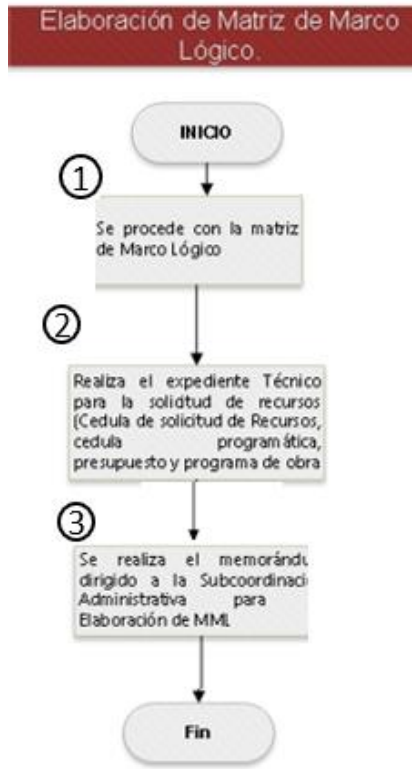 Elaboración de Matriz de Marco
Lógico.
INICIO
1
Se procede con la matriz
de Marco Lógico
2
Realiza el expediente Técnico
para la solicitud de recursos
(Cedula de solicitud de Recursos,
cedula programática,
presupuesto y programa de obra
3
Se realiza el memorándu
dirigido a la Subcoordinaci
Administrativa para
Elaboración de MML
Fin